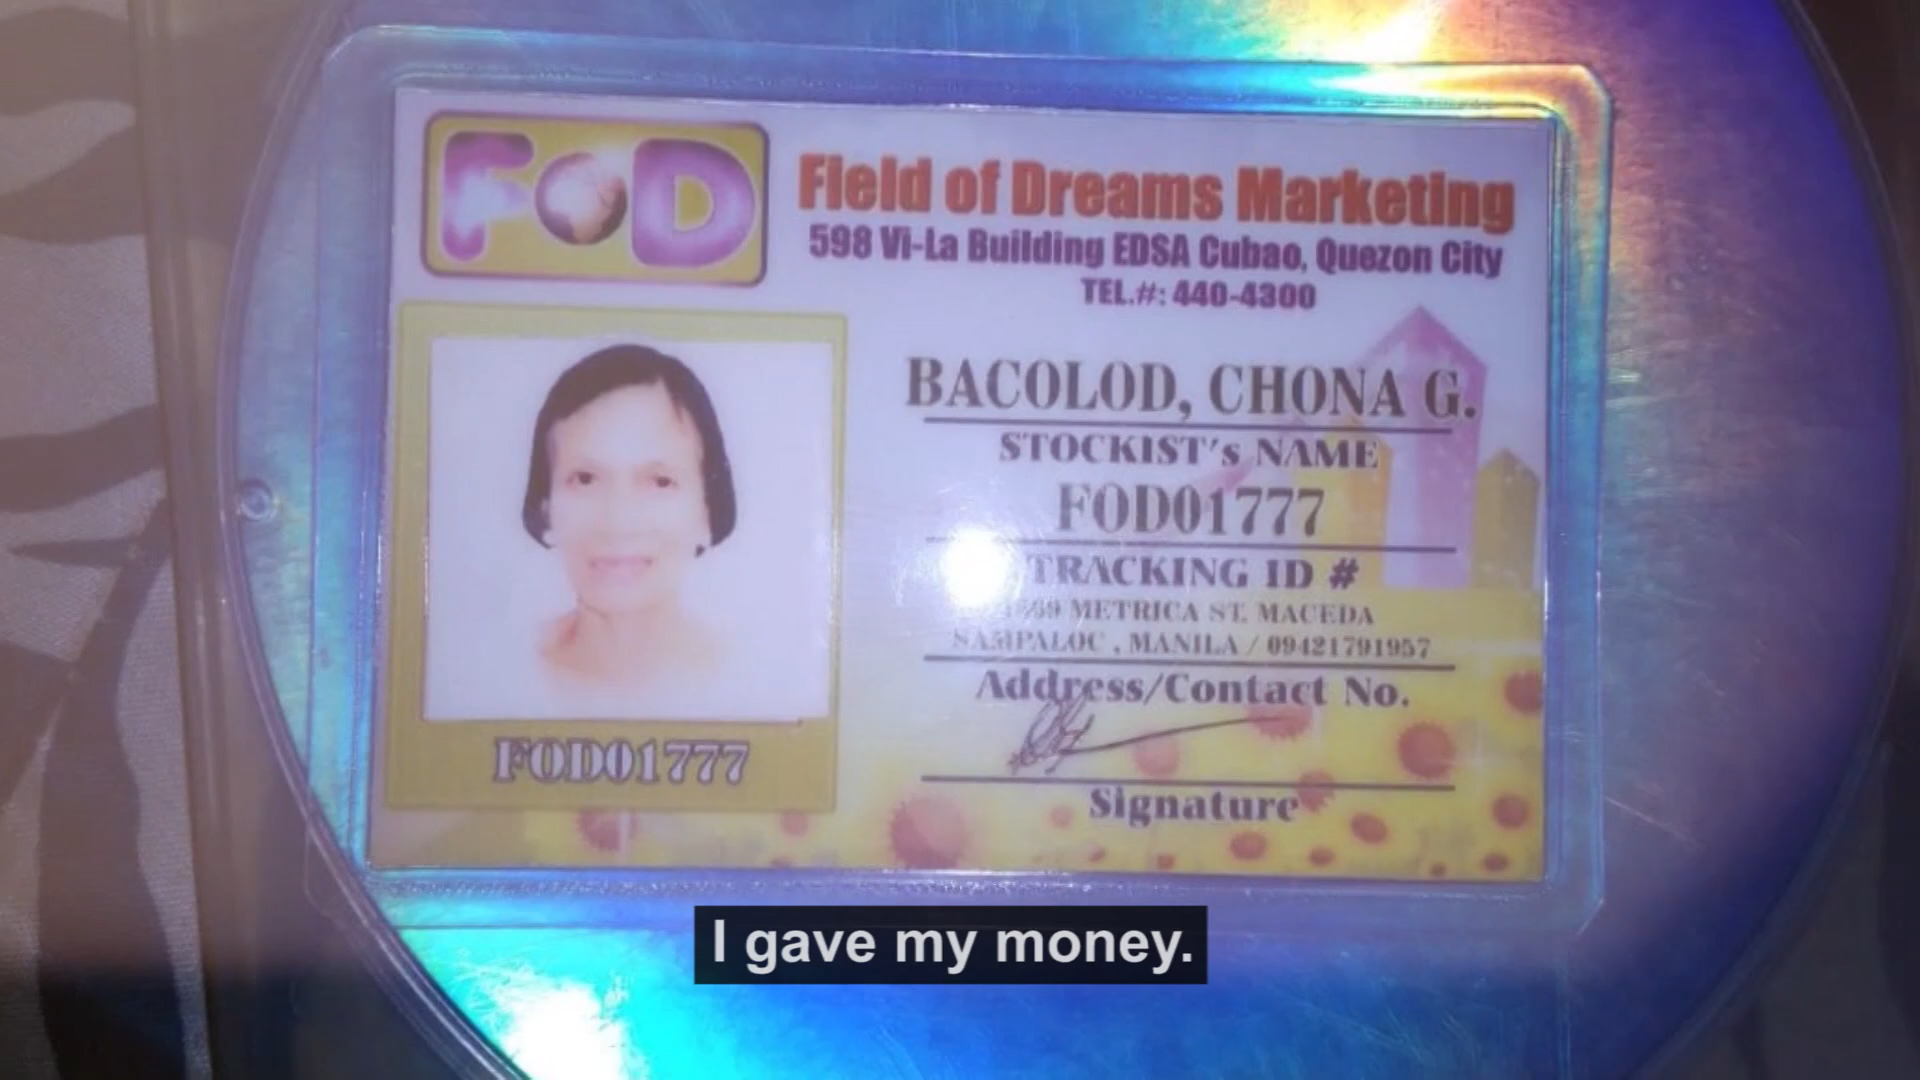 FOD
Field of Dreams Marketing
598 Vi-La Building EDSA Cubao, Quezon City
TEL.#: 440-4300
BACOLOD, CHONA G.
STOCKIST's NAME
FOD01777
TRACKING ID #
METRICA ST. MACEDA
SAMPALOC , MANILA / 09421791957
Address/Contact No.
Signature
FOD01777
I gave my money.